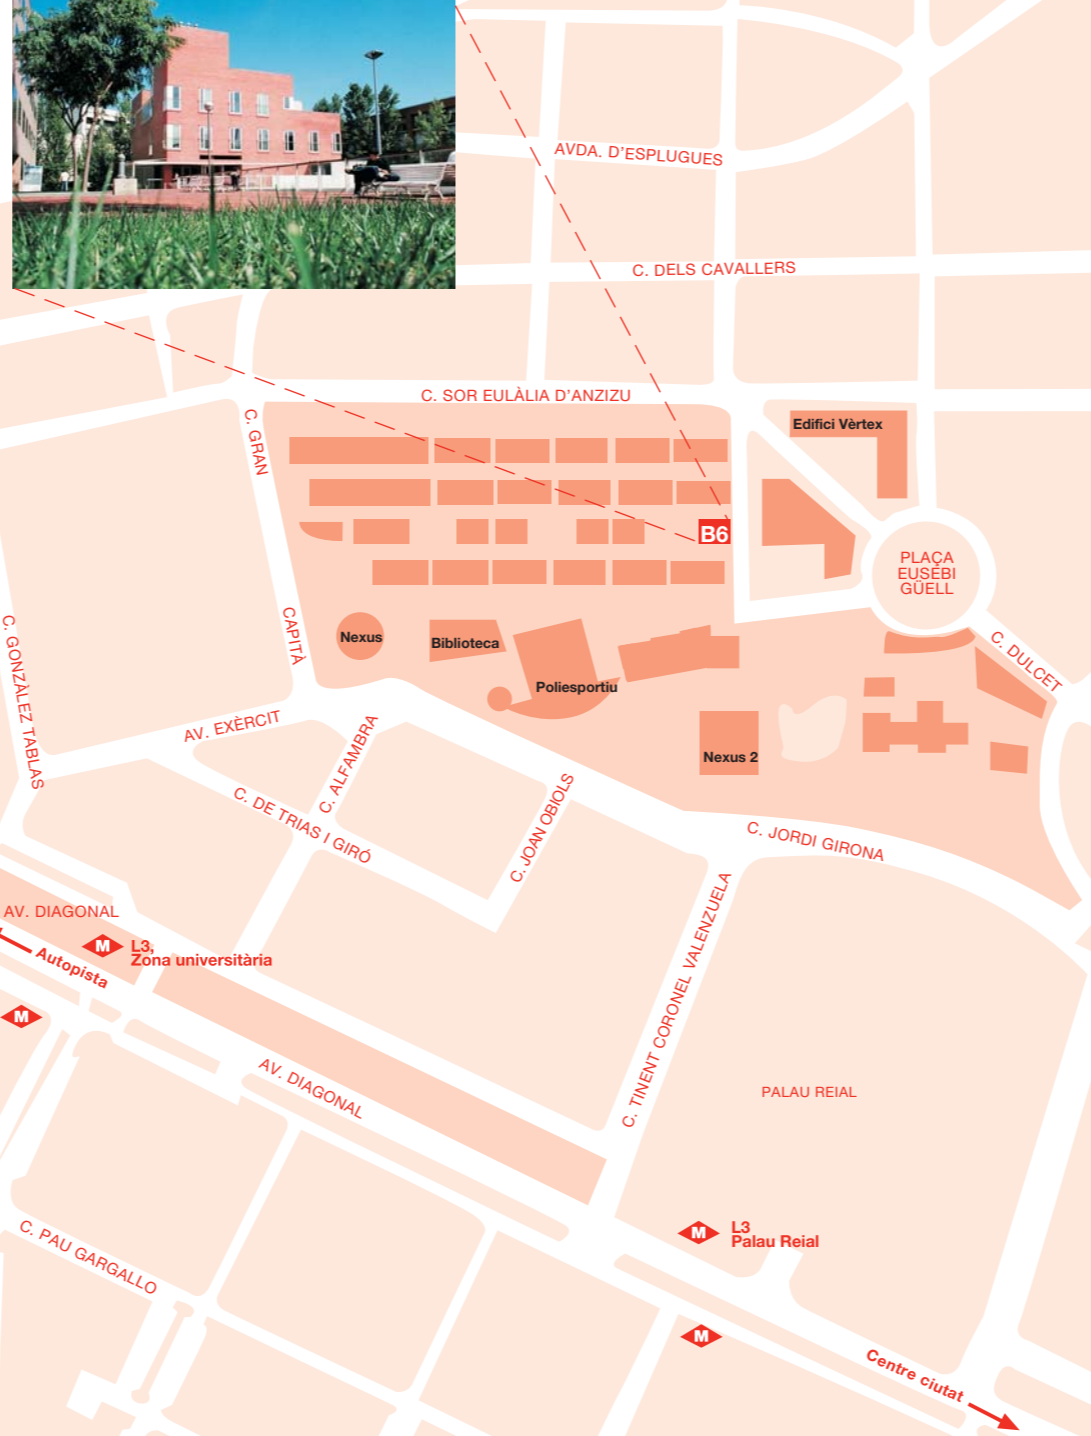 AVDA. D'ESPLUGUES
C. DELS CAVALLERS
C. SOR EULÀLIA D'ANZIZU
C. GRAN
CAPITÀ
Edifici Vèrtex
B6
PLAÇA
EUSEBI
GÜELL
C. DULCET
Nexus
Biblioteca
Poliesportiu
Nexus 2
C. GONZÀLEZ TABLAS
AV. EXÈRCIT
C. ALFAMBRA
C. DE TRIAS I GIRÓ
C. JOAN OBIOLS
C. JORDI GIRONA
C. TINENT CORONEL VALENZUELA
AV. DIAGONAL
M
L3,
Zona universitària
Autopista
M
AV. DIAGONAL
PALAU REIAL
C. PAU GARGALLO
M
L3
Palau Reial
M
Centre ciutat